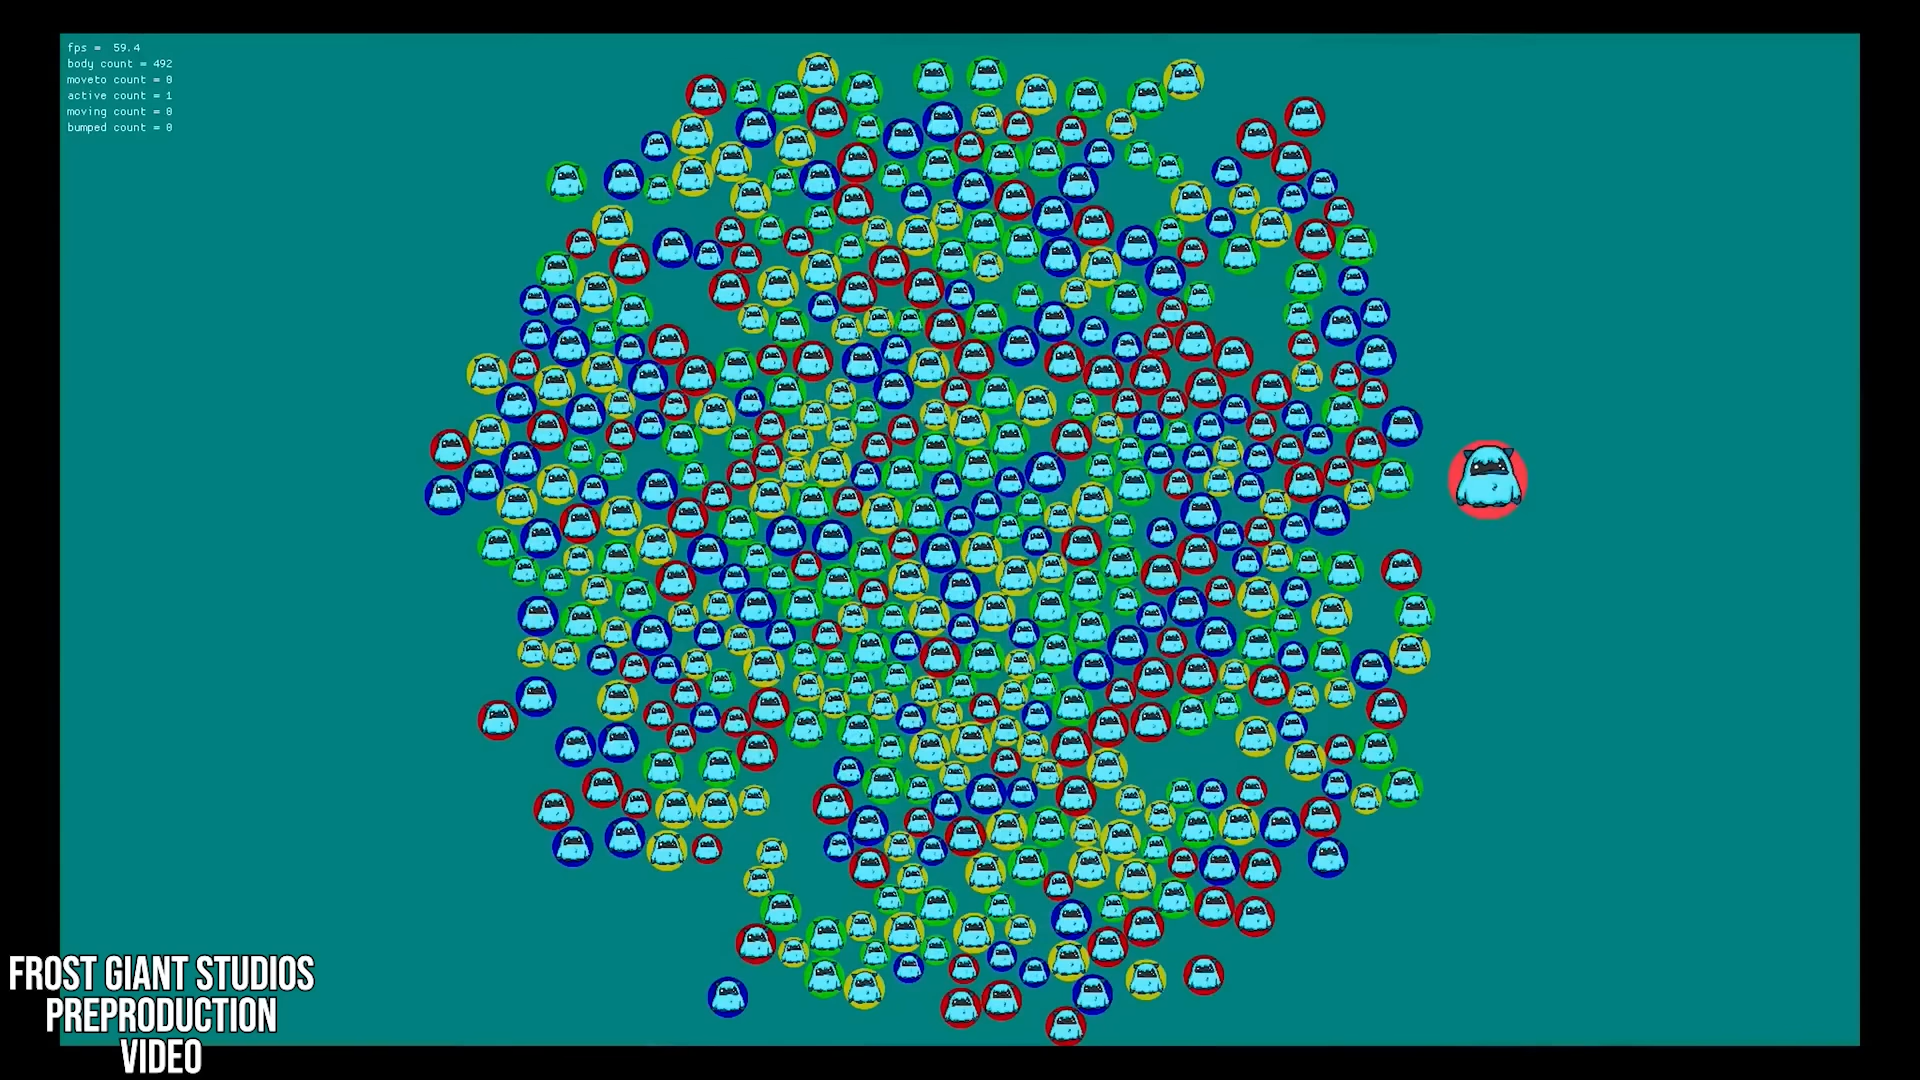 fps =  59.4
body count = 492
moveto count = 0
active count = 1
moving count = 0
bumped count = 0
FROST GIANT STUDIOS
PREPRODUCTION
VIDEO